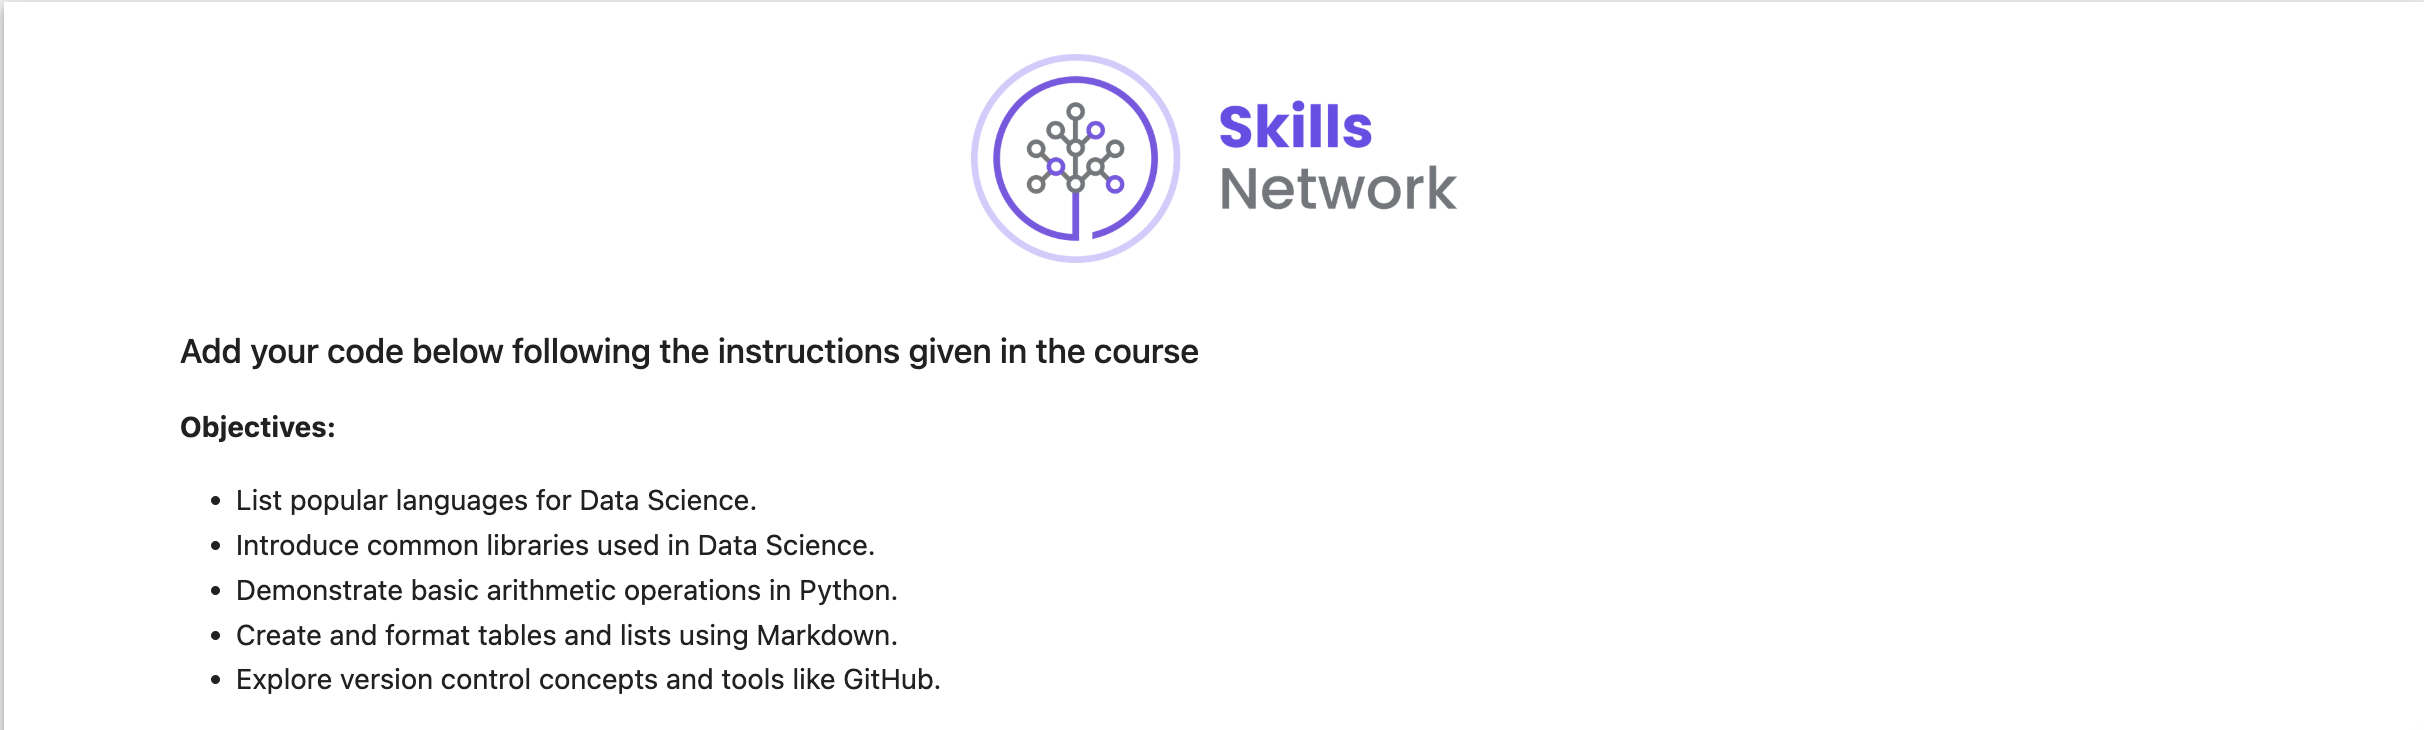 Skills
Network
Add your code below following the instructions given in the course
Objectives:
• List popular languages for Data Science.
• Introduce common libraries used in Data Science.
• Demonstrate basic arithmetic operations in Python.
• Create and format tables and lists using Markdown.
• Explore version control concepts and tools like GitHub.